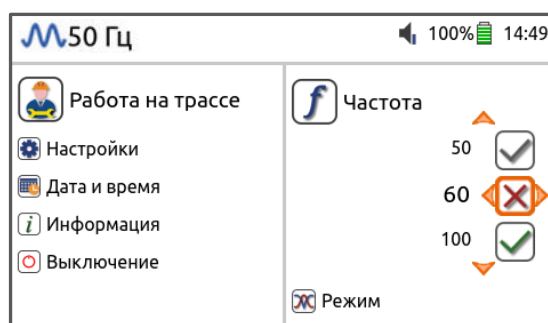 50 Гц 100% 14:49
Работа на трассе
Настройки
Дата и время
i Информация
Выключение
f Частота
50
60
100
Режим